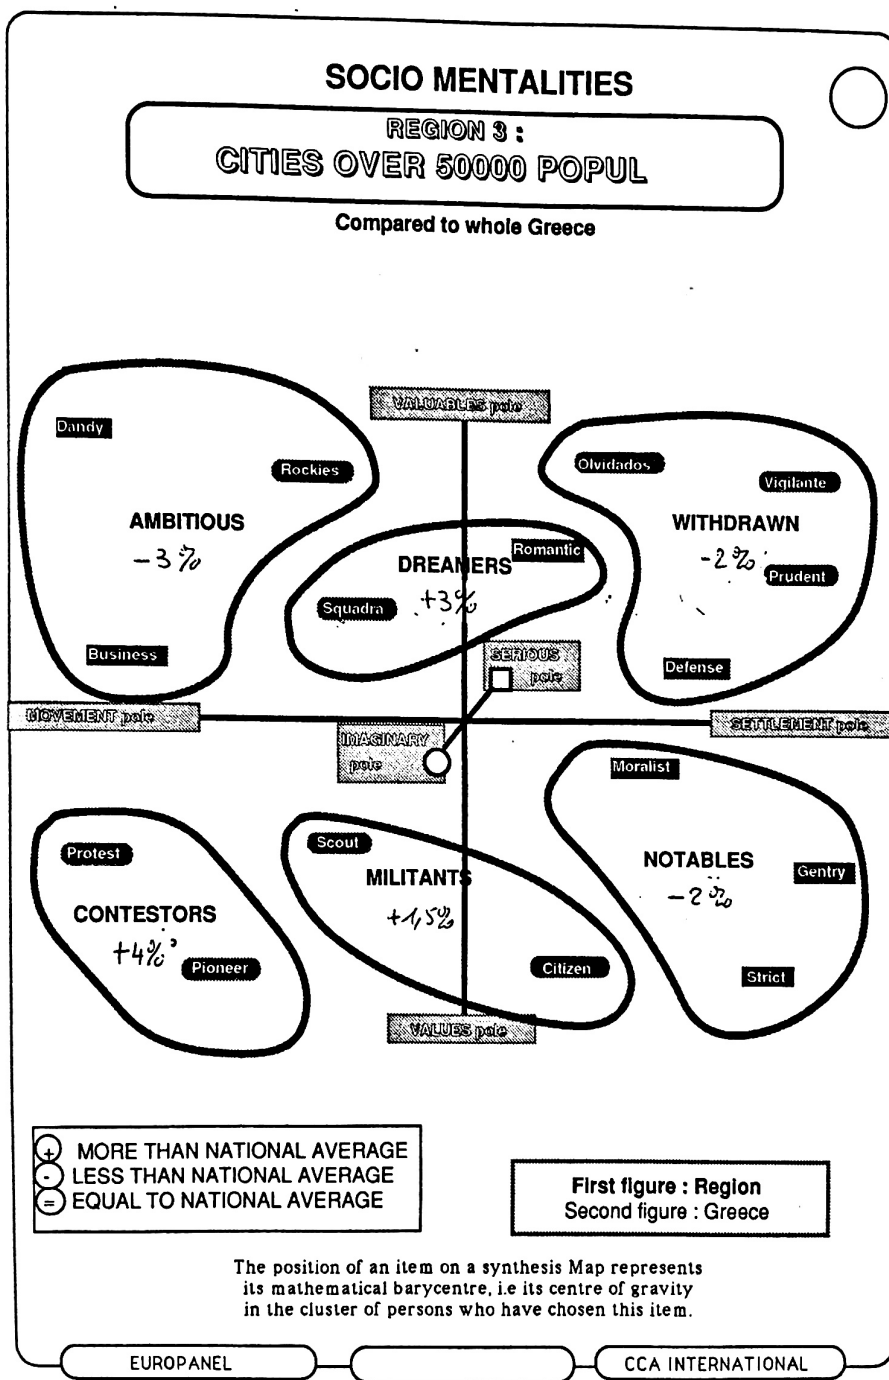 SOCIO MENTALITIES
REGION 3 :
CITIES OVER 50000 POPUL
Compared to whole Greece
VALUABLES pole
Dandy
Rockies
Olvidados
Vigilante
AMBITIOUS
-3%
WITHDRAWN
-2%
Romantic
DREAMERS
+3%
Prudent
Squadra
Business
Defense
SERIOUS
pole
MOVEMENT pole
SETTLEMENT pole
IMAGINARY
pole
Moralist
Scout
Protest
NOTABLES
-2%
Gentry
MILITANTS
+1,5%
CONTESTORS
+4%
Pioneer
Citizen
Strict
VALUES pole
+ MORE THAN NATIONAL AVERAGE
- LESS THAN NATIONAL AVERAGE
= EQUAL TO NATIONAL AVERAGE
First figure : Region
Second figure : Greece
The position of an item on a synthesis Map represents
its mathematical barycentre, i.e its centre of gravity
in the cluster of persons who have chosen this item.
EUROPANEL
CCA INTERNATIONAL